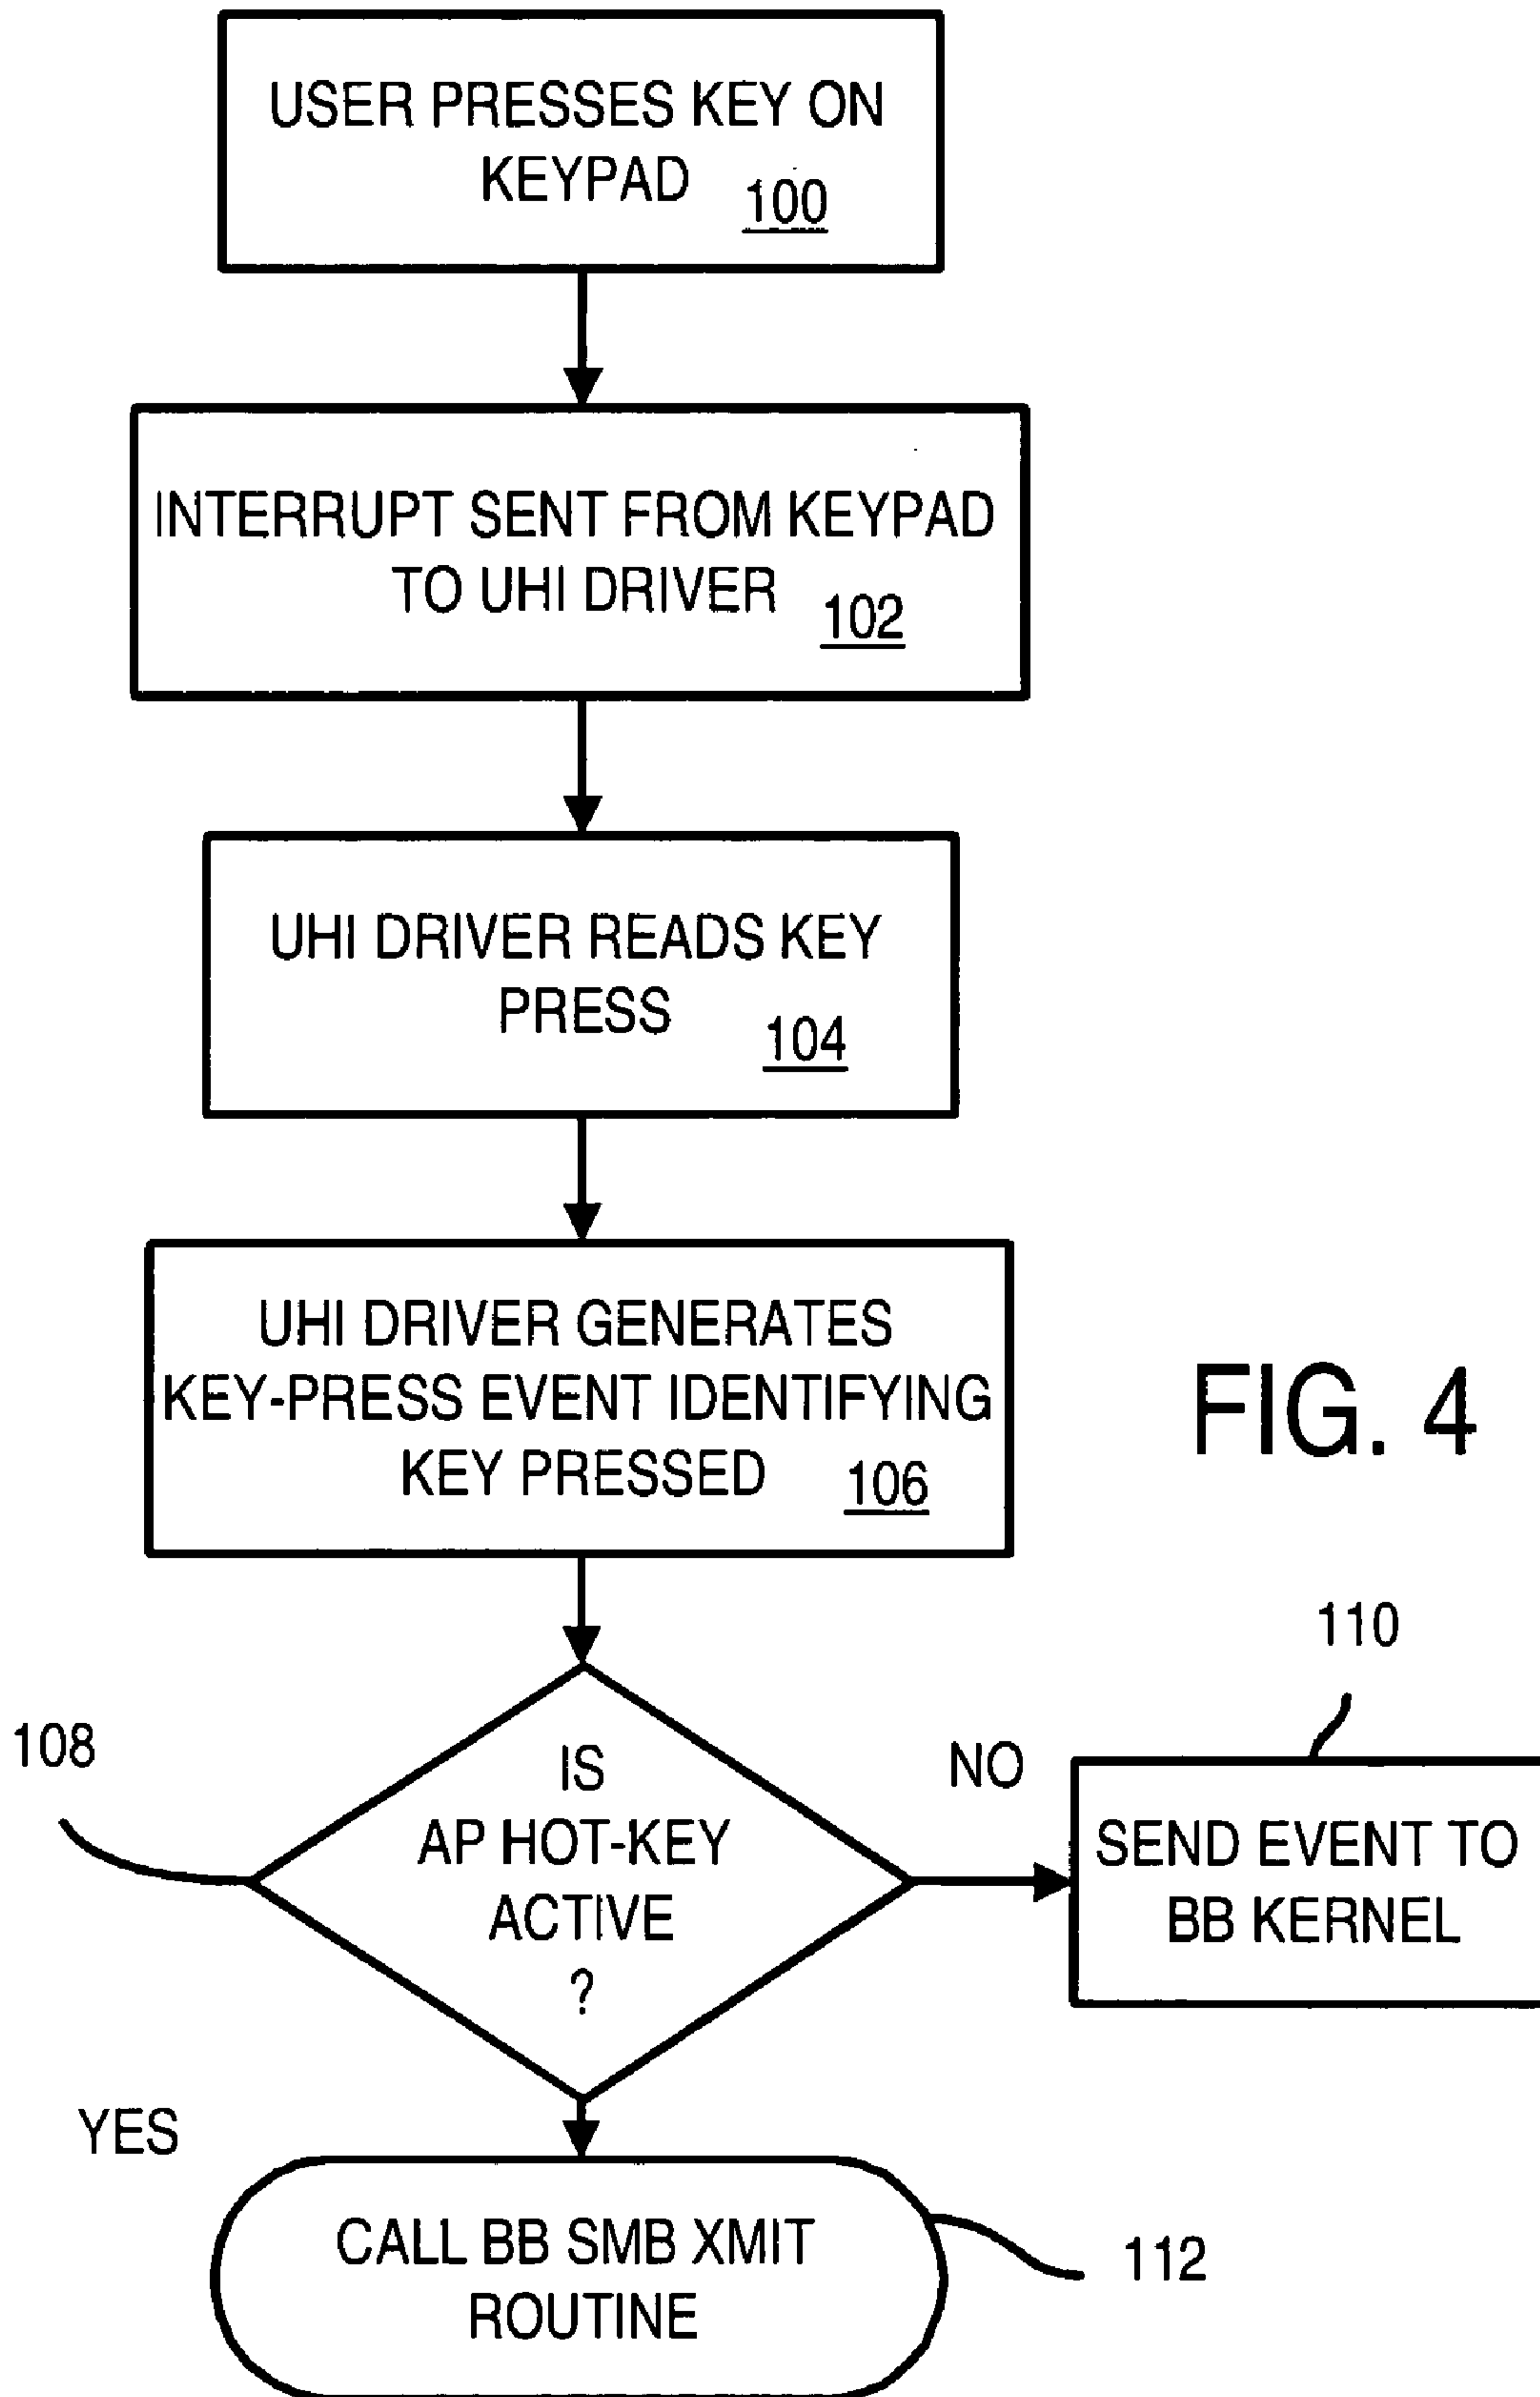 USER PRESSES KEY ON
KEYPAD 100
INTERRUPT SENT FROM KEYPAD
TO UHI DRIVER 102
UHI DRIVER READS KEY
PRESS 104
UHI DRIVER GENERATES
KEY-PRESS EVENT IDENTIFYING
KEY PRESSED 106
FIG. 4
108
IS
AP HOT-KEY
ACTIVE
?
NO
110
SEND EVENT TO
BB KERNEL
YES
CALL BB SMB XMIT
ROUTINE
112